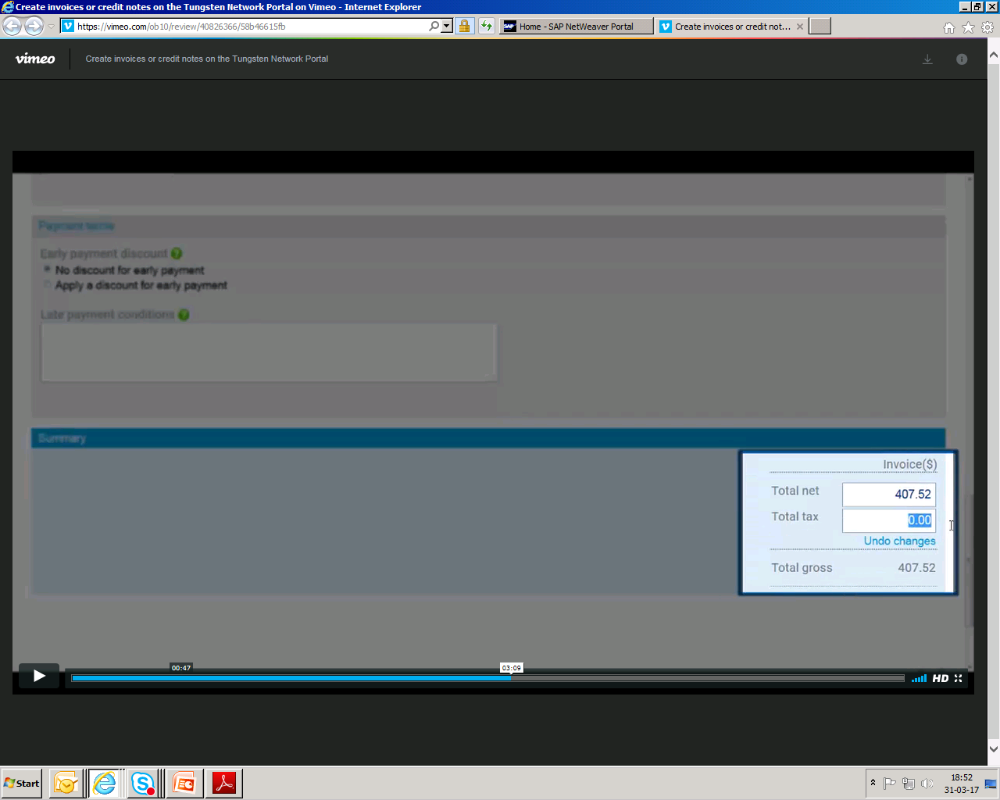 Create invoices or credit notes on the Tungsten Network Portal on Vimeo - Internet Explorer
https://vimeo.com/ob10/review/40826366/58b46615fb
Home - SAP NetWeaver Portal
Create invoices or credit not...
vimeo
Create invoices or credit notes on the Tungsten Network Portal
Payment terms
Early payment discount ?
No discount for early payment
Apply a discount for early payment
Late payment conditions ?
Summary
Invoice($)
Total net 407.52
Total tax 0.00
Undo changes
Total gross 407.52
00:47
03:09
HD
Start
18:52
31-03-17